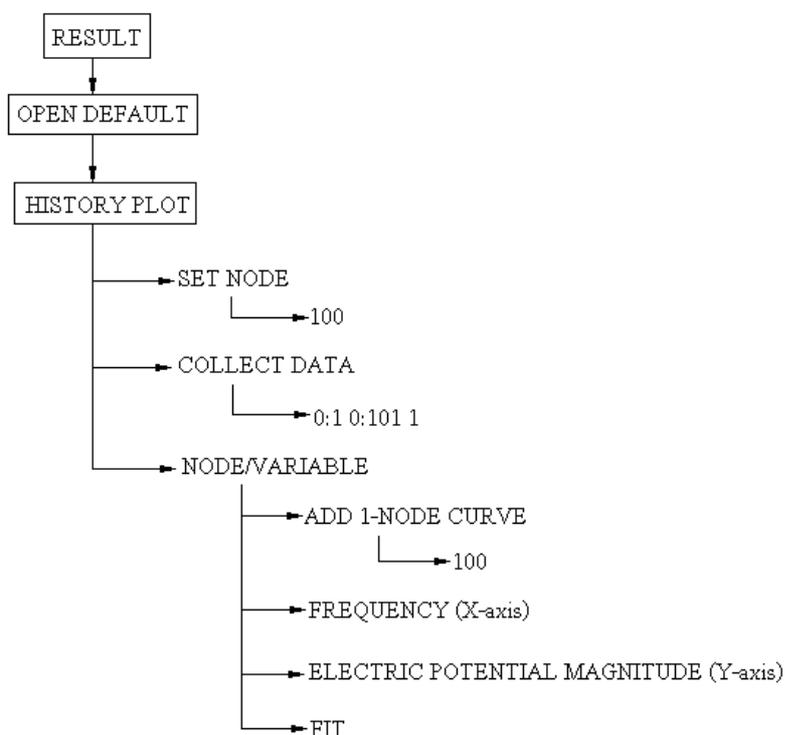 RESULT
OPEN DEFAULT
HISTORY PLOT
SET NODE
100
COLLECT DATA
0:1 0:101 1
NODE/VARIABLE
ADD 1-NODE CURVE
100
FREQUENCY (X-axis)
ELECTRIC POTENTIAL MAGNITUDE (Y-axis)
FIT